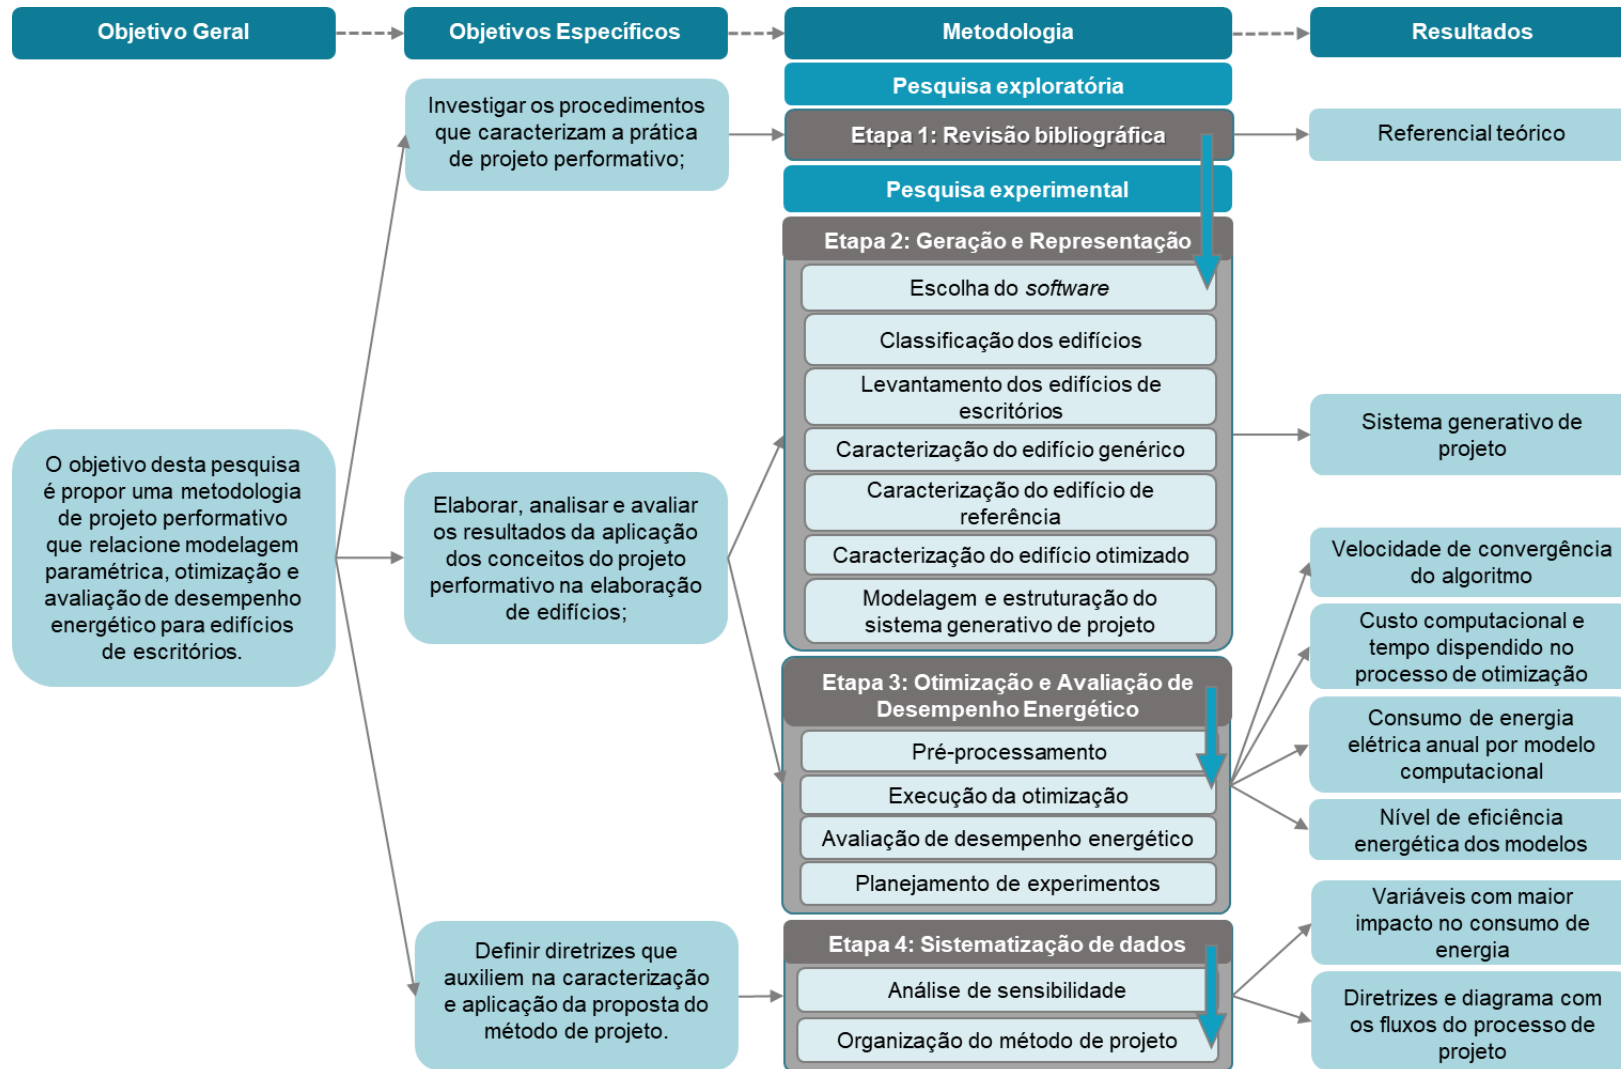 Objetivo Geral
Objetivos Específicos
Metodologia
Resultados
O objetivo desta pesquisa
é propor uma metodologia
de projeto performativo
que relacione modelagem
paramétrica, otimização e
avaliação de desempenho
energético para edifícios
de escritórios.
Investigar os procedimentos
que caracterizam a prática
de projeto performativo;
Elaborar, analisar e avaliar
os resultados da aplicação
dos conceitos do projeto
performativo na elaboração
de edifícios;
Definir diretrizes que
auxiliem na caracterização
e aplicação da proposta do
método de projeto.
Pesquisa exploratória
Etapa 1: Revisão bibliográfica
Pesquisa experimental
Etapa 2: Geração e Representação
Escolha do software
Classificação dos edifícios
Levantamento dos edifícios de
escritórios
Caracterização do edifício genérico
Caracterização do edifício de
referência
Caracterização do edifício otimizado
Modelagem e estruturação do
sistema generativo de projeto
Etapa 3: Otimização e Avaliação de
Desempenho Energético
Pré-processamento
Execução da otimização
Avaliação de desempenho energético
Planejamento de experimentos
Etapa 4: Sistematização de dados
Análise de sensibilidade
Organização do método de projeto
Referencial teórico
Sistema generativo de
projeto
Velocidade de convergência
do algoritmo
Custo computacional e
tempo dispendido no
processo de otimização
Consumo de energia
elétrica anual por modelo
computacional
Nível de eficiência
energética dos modelos
Variáveis com maior
impacto no consumo de
energia
Diretrizes e diagrama com
os fluxos do processo de
projeto